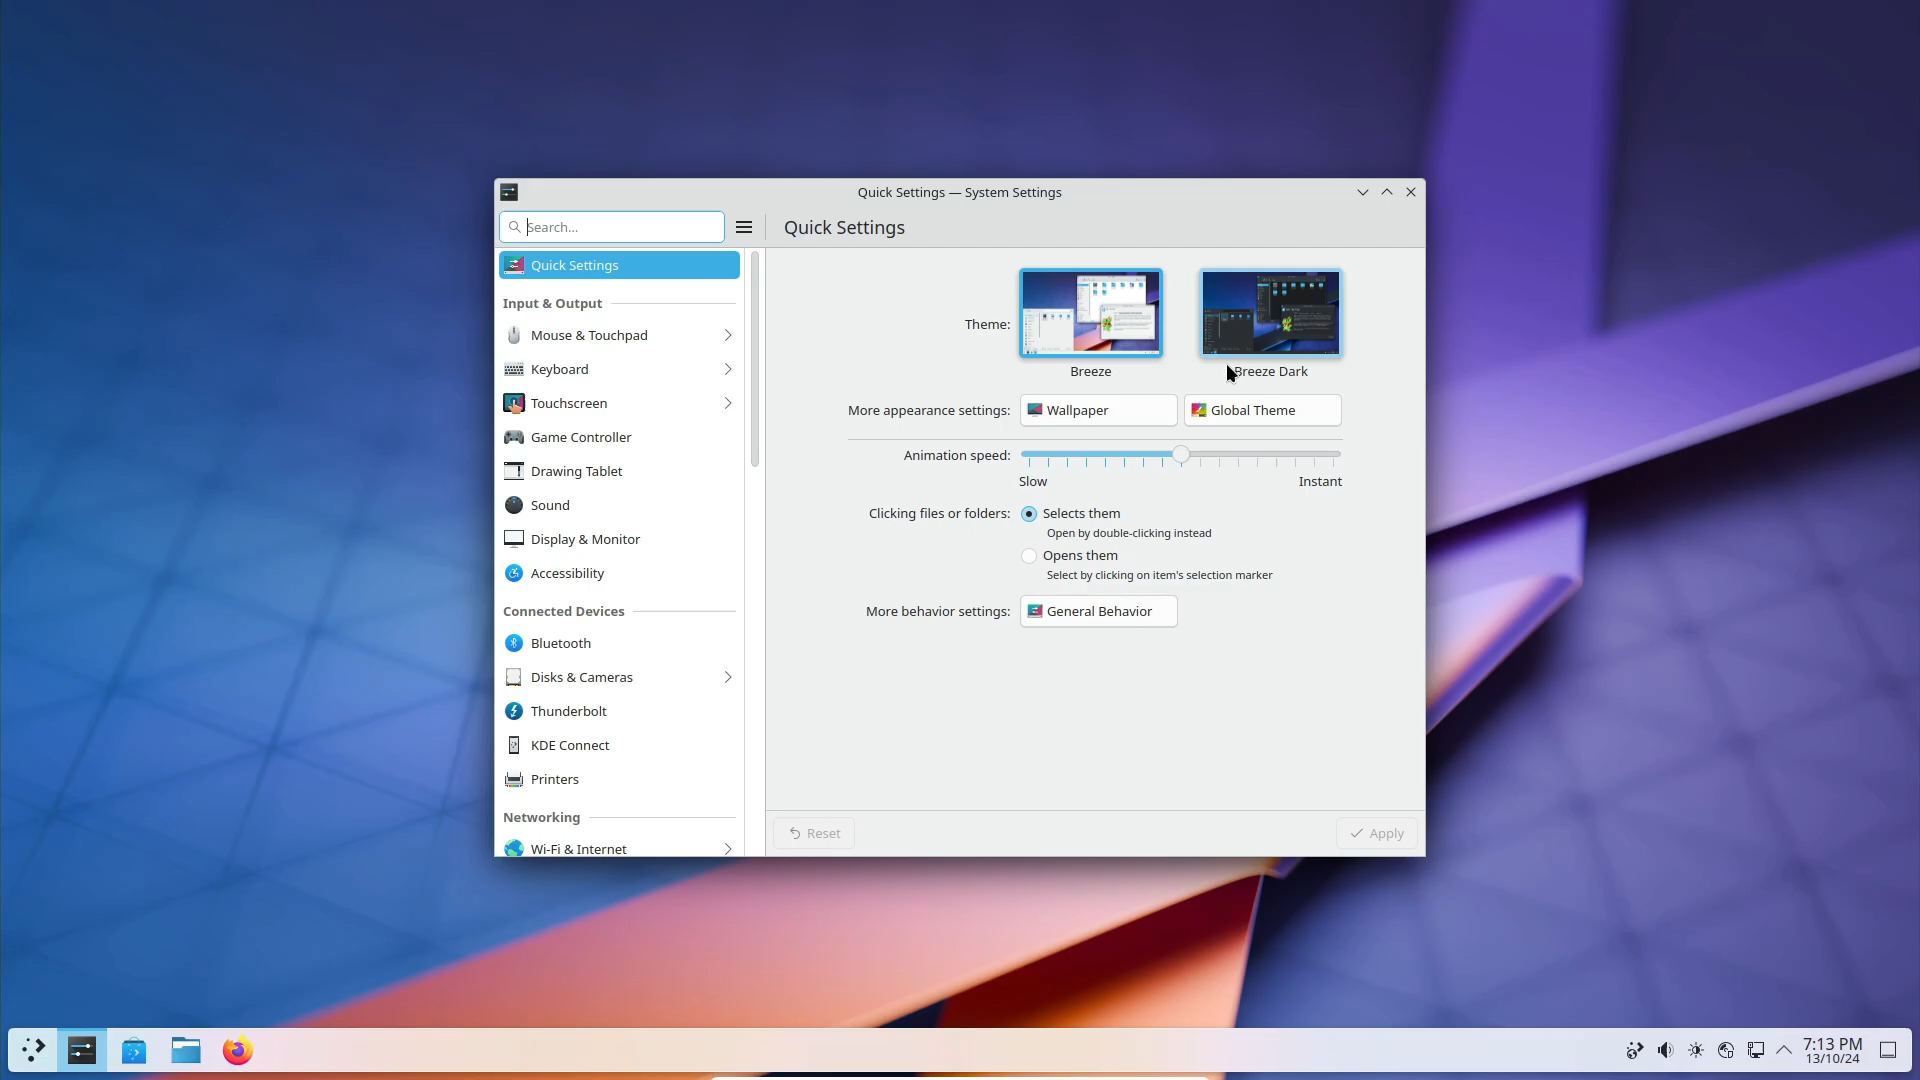 Quick Settings — System Settings
Search...
Quick Settings
Quick Settings
Input & Output
Mouse & Touchpad
Keyboard
Touchscreen
Game Controller
Drawing Tablet
Sound
Display & Monitor
Accessibility
Connected Devices
Bluetooth
Disks & Cameras
Thunderbolt
KDE Connect
Printers
Networking
Wi-Fi & Internet
Theme:
Breeze
Breeze Dark
More appearance settings:
Wallpaper
Global Theme
Animation speed:
Slow
Instant
Clicking files or folders:
Selects them
Open by double-clicking instead
Opens them
Select by clicking on item's selection marker
More behavior settings:
General Behavior
Reset
Apply
7:13 PM
13/10/24